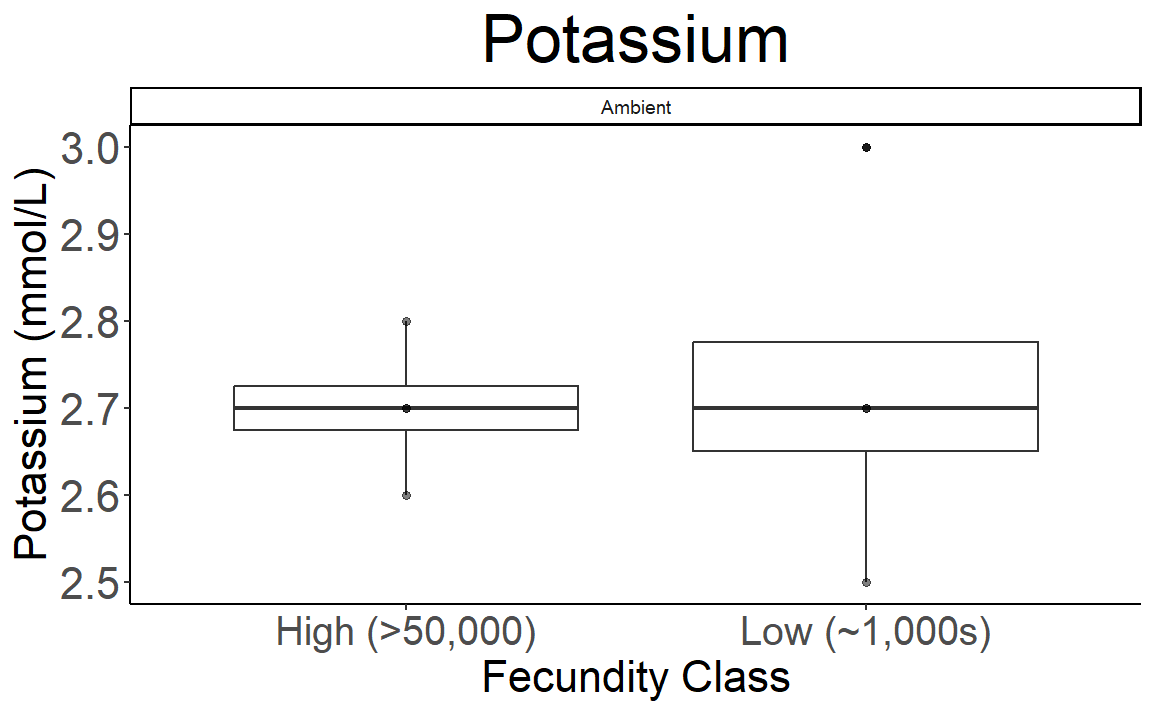 Potassium
Ambient
Potassium (mmol/L)
3.0
2.9
2.8
2.7
2.6
2.5
High (>50,000)
Low (~1,000s)
Fecundity Class